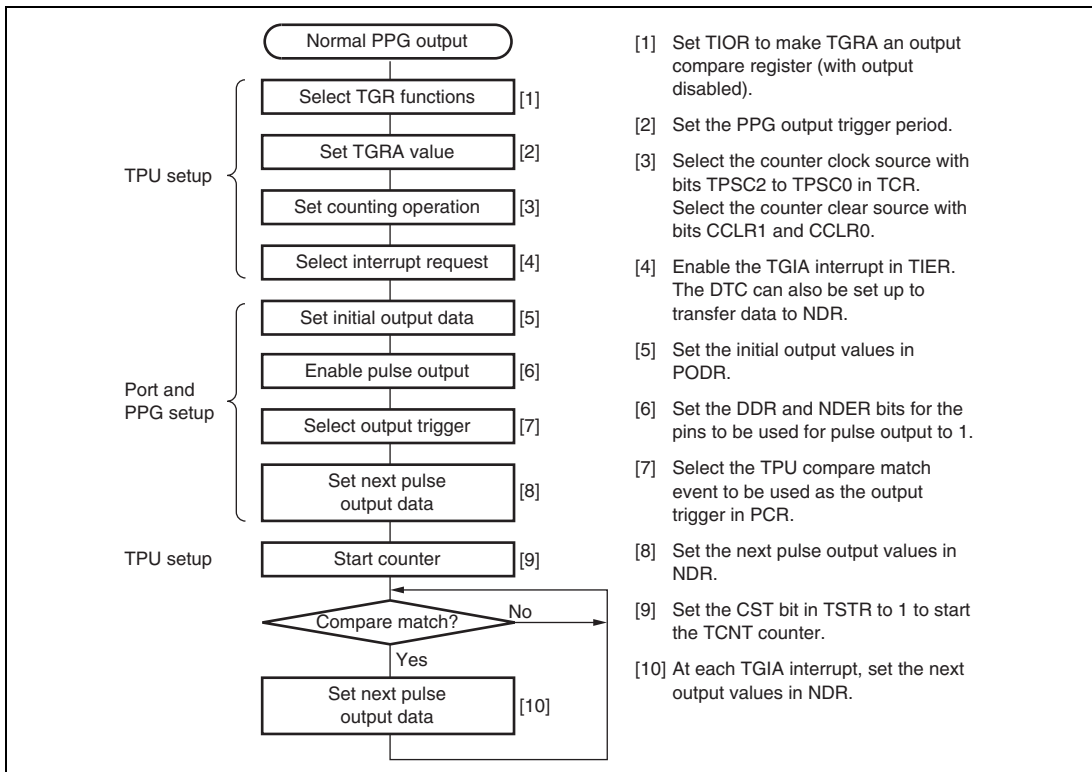 Normal PPG output
TPU setup
Select TGR functions [1]
Set TGRA value [2]
Set counting operation [3]
Select interrupt request [4]
Port and
PPG setup
Set initial output data [5]
Enable pulse output [6]
Select output trigger [7]
Set next pulse
output data
[8]
TPU setup
Start counter [9]
Compare match?
No
Yes
Set next pulse
output data
[10]
[1] Set TIOR to make TGRA an output
compare register (with output
disabled).
[2] Set the PPG output trigger period.
[3] Select the counter clock source with
bits TPSC2 to TPSC0 in TCR.
Select the counter clear source with
bits CCLR1 and CCLR0.
[4] Enable the TGIA interrupt in TIER.
The DTC can also be set up to
transfer data to NDR.
[5] Set the initial output values in
PODR.
[6] Set the DDR and NDER bits for the
pins to be used for pulse output to 1.
[7] Select the TPU compare match
event to be used as the output
trigger in PCR.
[8] Set the next pulse output values in
NDR.
[9] Set the CST bit in TSTR to 1 to start
the TCNT counter.
[10] At each TGIA interrupt, set the next
output values in NDR.